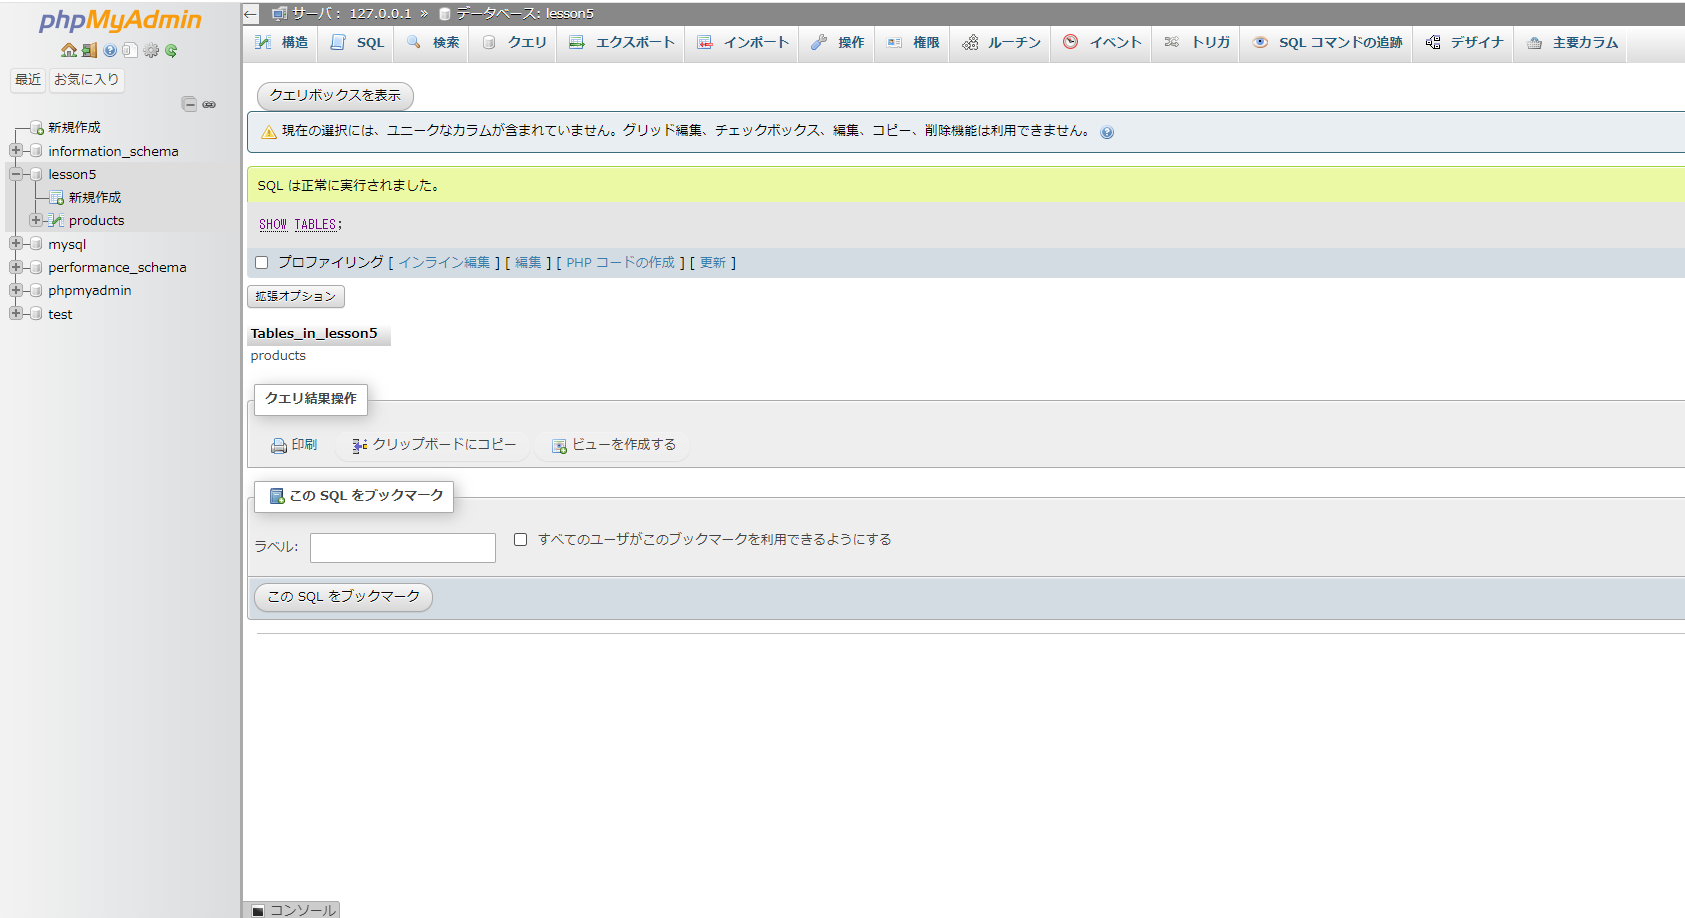 phpMyAdmin
最近 お気に入り
新規作成
information_schema
lesson5
新規作成
products
mysql
performance_schema
phpmyadmin
test
サーバ: 127.0.0.1 » データベース: lesson5
構造 SQL 検索 クエリ エクスポート インポート 操作 権限 ルーチン イベント トリガ SQL コマンドの追跡 デザイナ 主要カラム
クエリボックスを表示
現在の選択には、ユニークなカラムが含まれていません。グリッド編集、チェックボックス、編集、コピー、削除機能は利用できません。
SQL は正常に実行されました。
SHOW TABLES;
プロファイリング [ インライン編集 ] [ 編集 ] [ PHP コードの作成 ] [ 更新 ]
拡張オプション
Tables_in_lesson5
products
クエリ結果操作
印刷 クリップボードにコピー ビューを作成する
この SQL をブックマーク
ラベル: すべてのユーザがこのブックマークを利用できるようにする
この SQL をブックマーク
コンソール